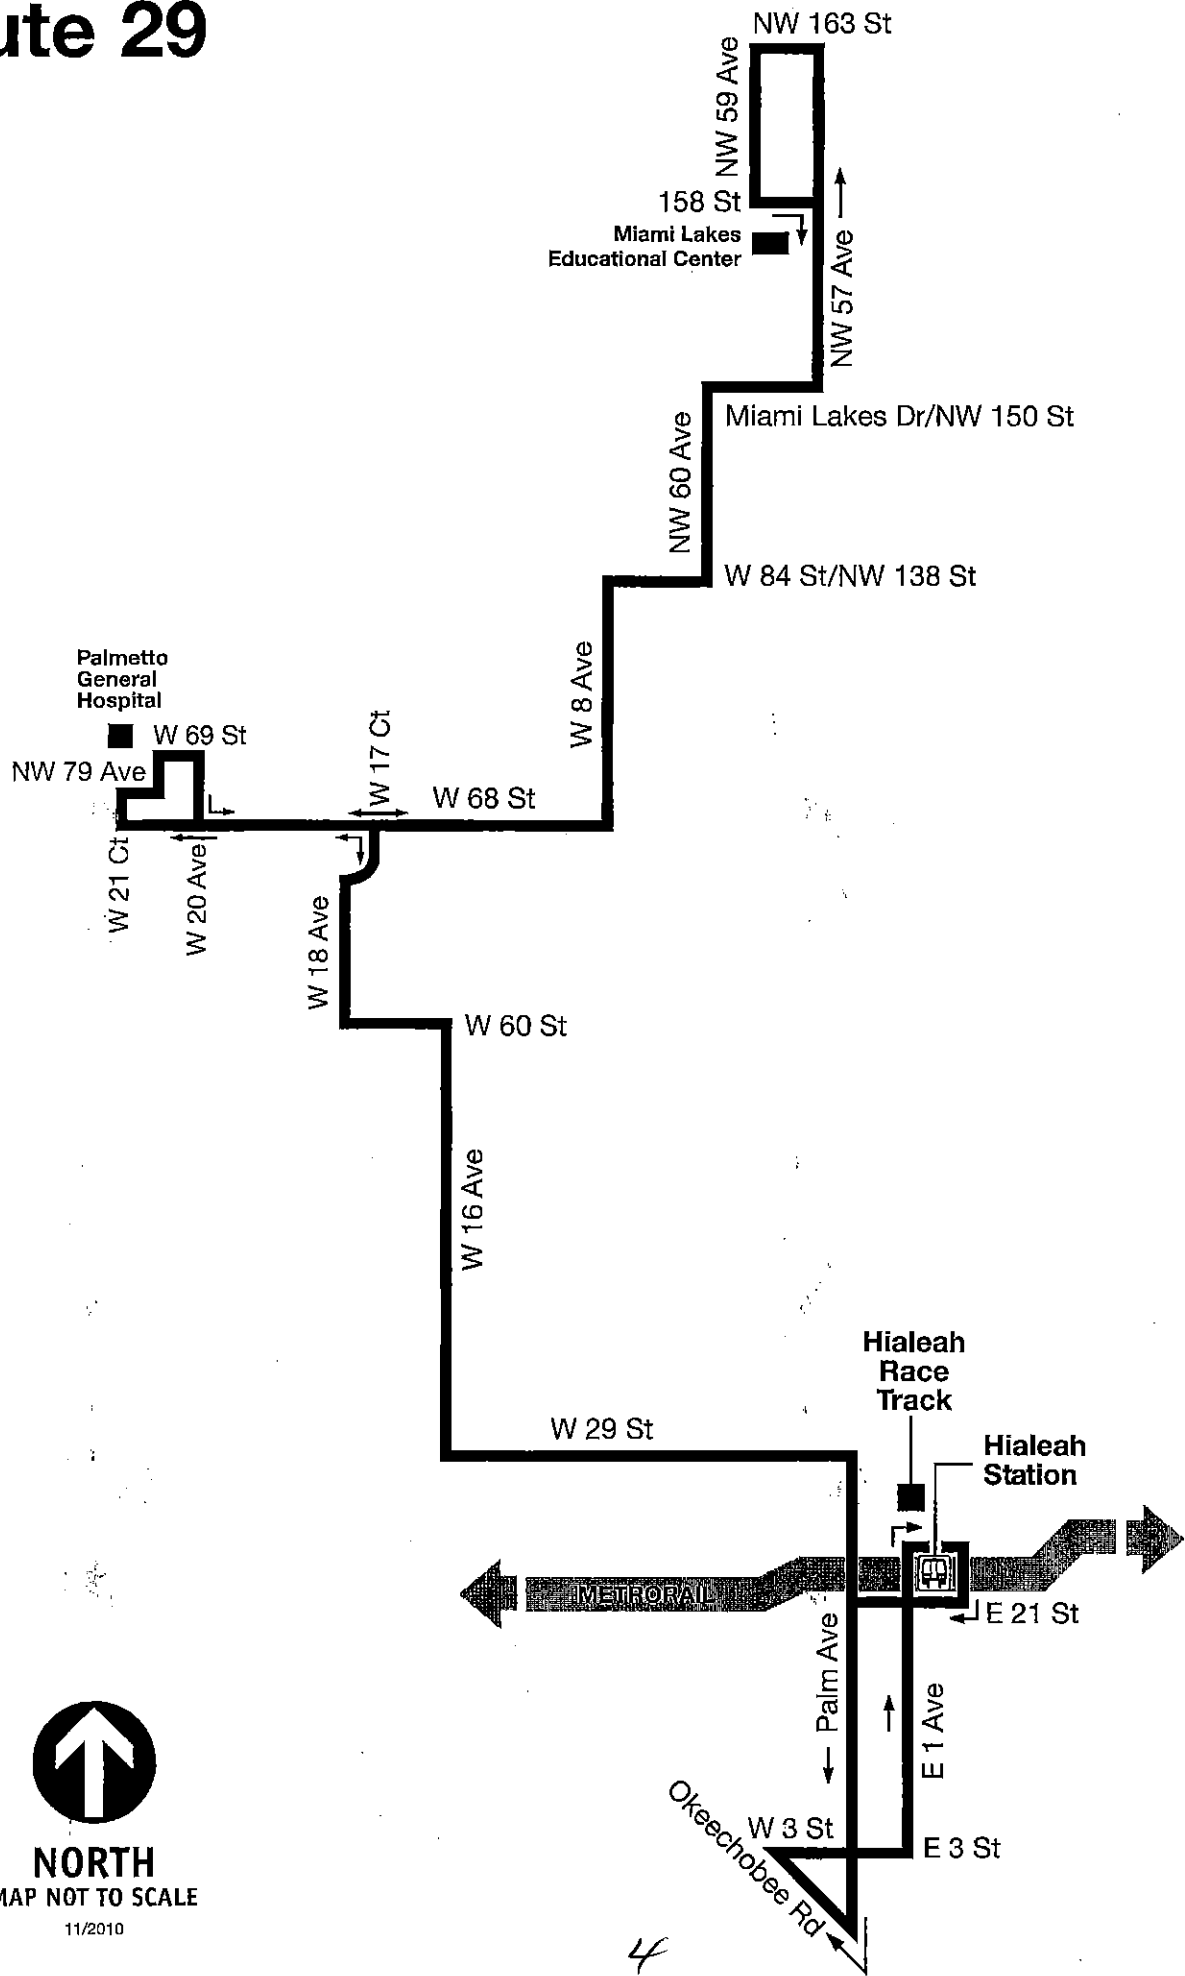 ute 29
NW 163 St
NW 59 Ave
158 St
Miami Lakes
Educational Center
NW 57 Ave
Miami Lakes Dr/NW 150 St
NW 60 Ave
W 84 St/NW 138 St
W 8 Ave
Palmetto
General
Hospital
W 69 St
NW 79 Ave
W 17 Ct
W 68 St
W 21 Ct
W 20 Ave
W 18 Ave
W 60 St
W 16 Ave
Hialeah
Race
Track
W 29 St
Hialeah
Station
METRORAIL
E 21 St
Palm Ave
E 1 Ave
Okeechobee Rd
W 3 St
E 3 St
NORTH
MAP NOT TO SCALE
11/2010
4